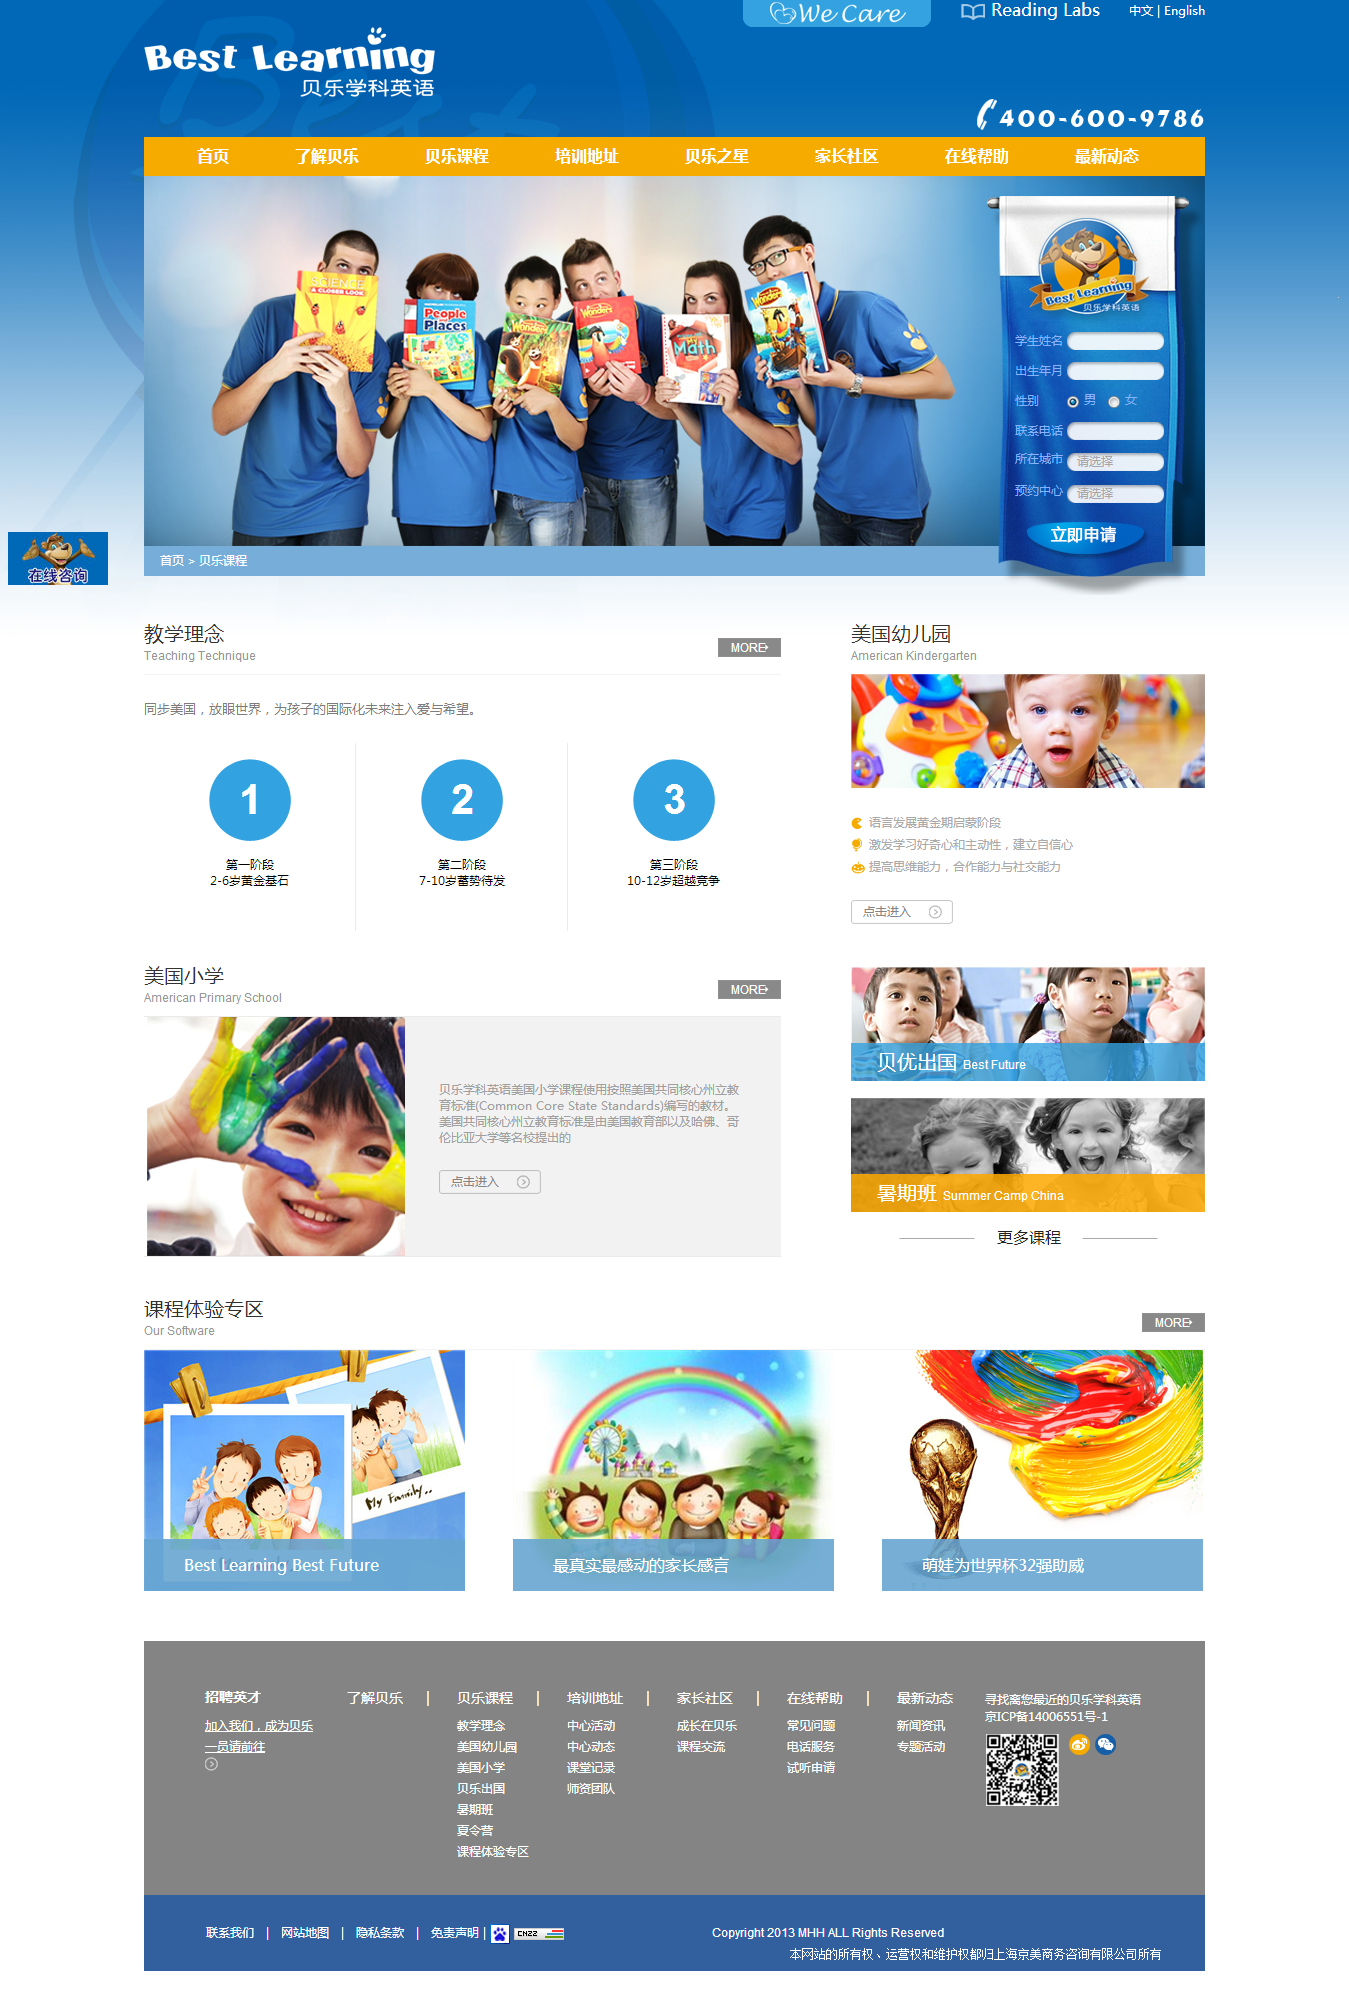 We Care
Reading Labs
中文 | English
Best Learning
贝乐学科英语
400-600-9786
首页 了解贝乐 贝乐课程 培训地址 贝乐之星 家长社区 在线帮助 最新动态
SCIENCE
A CLOSER LOOK
People and Places
Wonders
Wonders
Math
Wonders
Best Learning
贝乐学科英语
学生姓名
出生年月
性别 男 女
联系电话
所在城市 请选择
预约中心 请选择
立即申请
首页 > 贝乐课程
在线咨询
教学理念
Teaching Technique
MORE
同步美国，放眼世界，为孩子的国际化未来注入爱与希望。
1 2 3
第一阶段 第二阶段 第三阶段
2-6岁黄金基石 7-10岁蓄势待发 10-12岁超越竞争
美国幼儿园
American Kindergarten
语言发展黄金期启蒙阶段
激发学习好奇心和主动性，建立自信心
提高思维能力，合作能力与社交能力
点击进入
美国小学
American Primary School
MORE
贝乐学科英语美国小学课程使用按照美国共同核心州立教
育标准(Common Core State Standards)编写的教材。
美国共同核心州立教育标准是由美国教育部以及哈佛、哥
伦比亚大学等名校提出的
点击进入
贝优出国 Best Future
暑期班 Summer Camp China
更多课程
课程体验专区
Our Software
MORE
My Family..
Best Learning Best Future
最真实最感动的家长感言
萌娃为世界杯32强助威
招聘英才
加入我们，成为贝乐
一员请前往
了解贝乐 | 贝乐课程 | 培训地址 | 家长社区 | 在线帮助 | 最新动态
教学理念
美国幼儿园
美国小学
贝乐出国
暑期班
夏令营
课程体验专区
中心活动
中心动态
课堂记录
师资团队
成长在贝乐
课程交流
常见问题
电话服务
试听申请
新闻资讯
专题活动
寻找离您最近的贝乐学科英语
京ICP备14006551号-1
联系我们 | 网站地图 | 隐私条款 | 免责声明 | CNZZ
Copyright 2013 MHH ALL Rights Reserved
本网站的所有权、运营权和维护权都归上海京美商务咨询有限公司所有